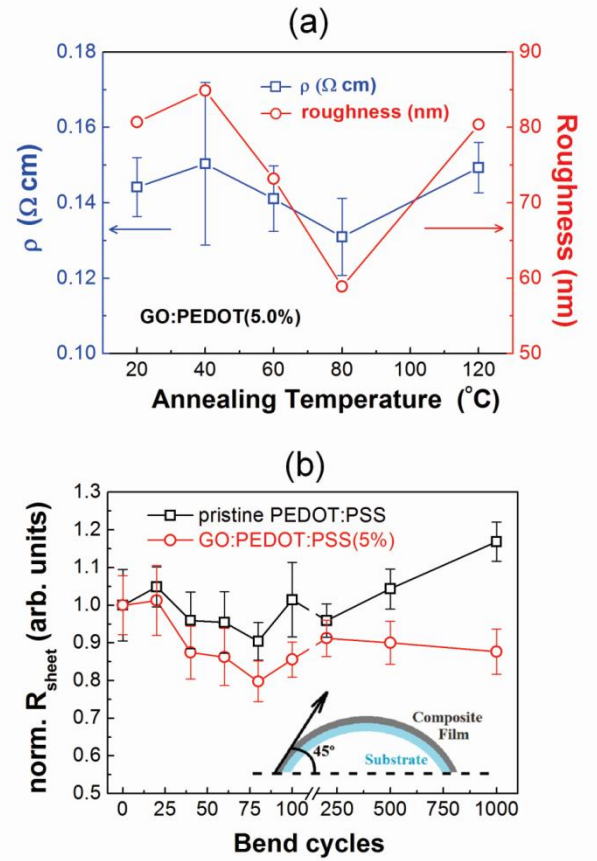 (a)
0.18
0.16
0.14
0.12
0.10
ρ (Ω cm)
ρ (Ω cm)
roughness (nm)
GO:PEDOT(5.0%)
90
80
70
60
50
Roughness (nm)
20 40 60 80 100 120
Annealing Temperature (°C)
(b)
1.3
1.2
1.1
1.0
0.9
0.8
0.7
0.6
0.5
norm. R_sheet (arb. units)
pristine PEDOT:PSS
GO:PEDOT:PSS(5%)
45°
Composite
Film
Substrate
0 25 50 75 100 250 500 1000
Bend cycles